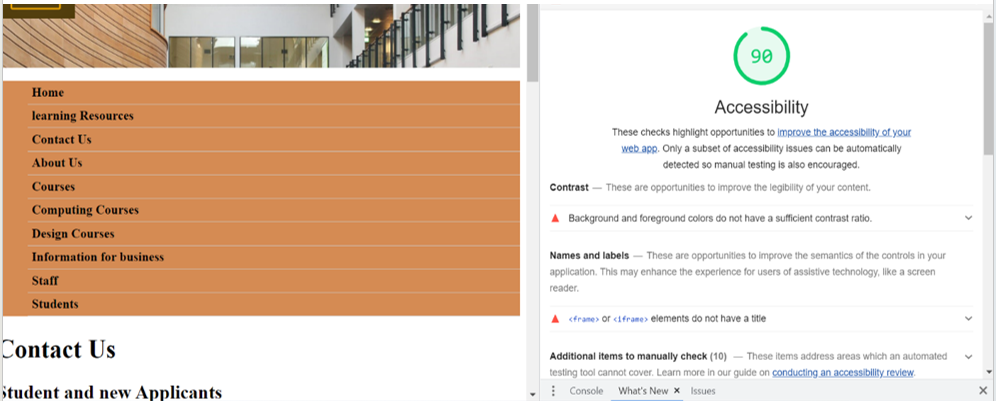 Home
learning Resources
Contact Us
About Us
Courses
Computing Courses
Design Courses
Information for business
Staff
Students
Contact Us
Student and new Applicants
90
Accessibility
These checks highlight opportunities to improve the accessibility of your
web app. Only a subset of accessibility issues can be automatically
detected so manual testing is also encouraged.
Contrast — These are opportunities to improve the legibility of your content.
Background and foreground colors do not have a sufficient contrast ratio.
Names and labels — These are opportunities to improve the semantics of the controls in your
application. This may enhance the experience for users of assistive technology, like a screen
reader.
<frame> or <iframe> elements do not have a title
Additional items to manually check (10) — These items address areas which an automated
testing tool cannot cover. Learn more in our guide on conducting an accessibility review.
Console What's New × Issues